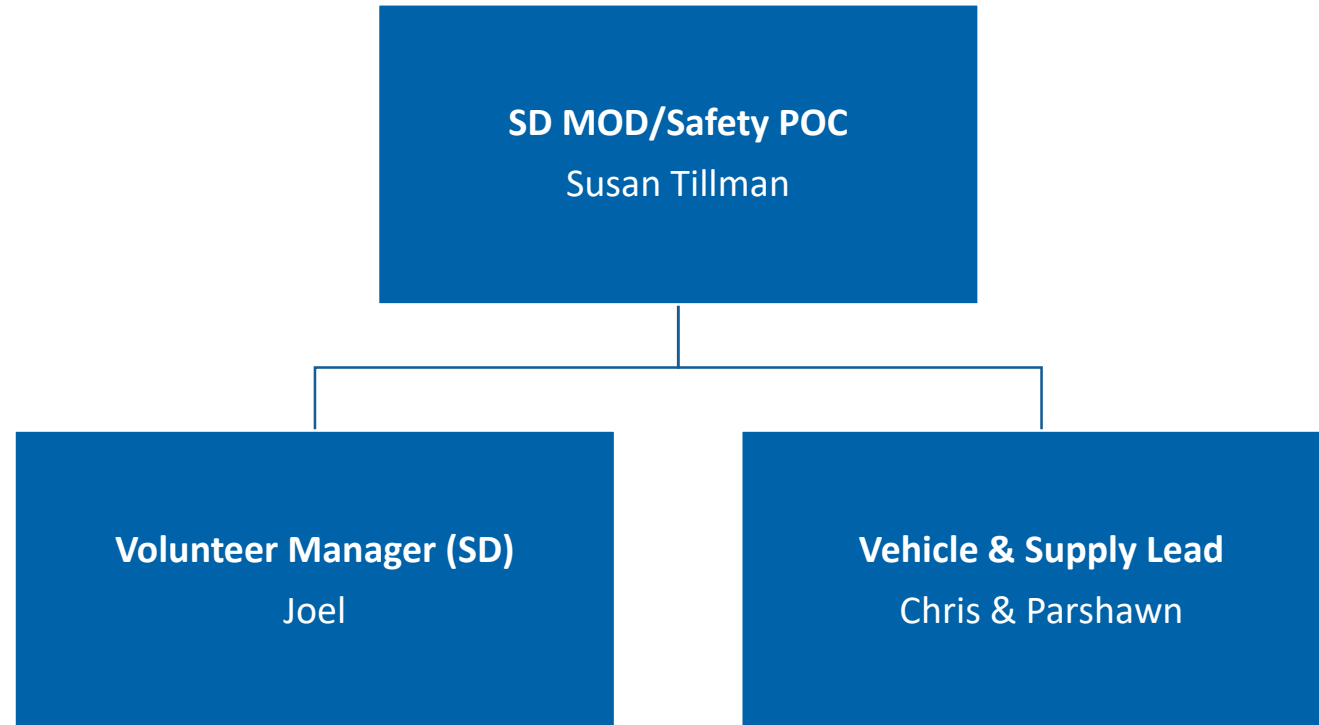 SD MOD/Safety POC
Susan Tillman
Volunteer Manager (SD)
Joel
Vehicle & Supply Lead
Chris & Parshawn